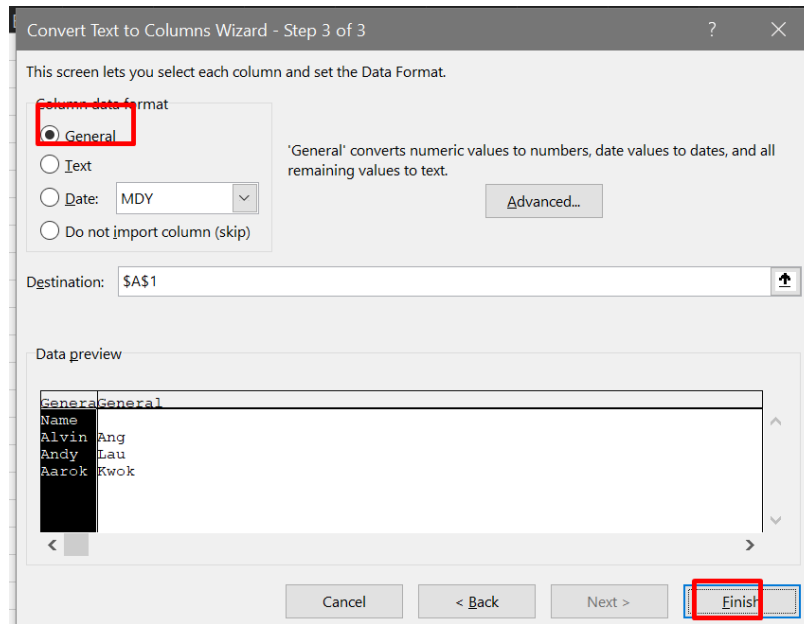 Convert Text to Columns Wizard - Step 3 of 3
?
This screen lets you select each column and set the Data Format.
Column data format
General
Text
Date: MDY
Do not import column (skip)
'General' converts numeric values to numbers, date values to dates, and all
remaining values to text.
Advanced...
Destination: $A$1
Data preview
GeneraGeneral
Name
Alvin Ang
Andy Lau
Aarok Kwok
Cancel
< Back
Next >
Finish